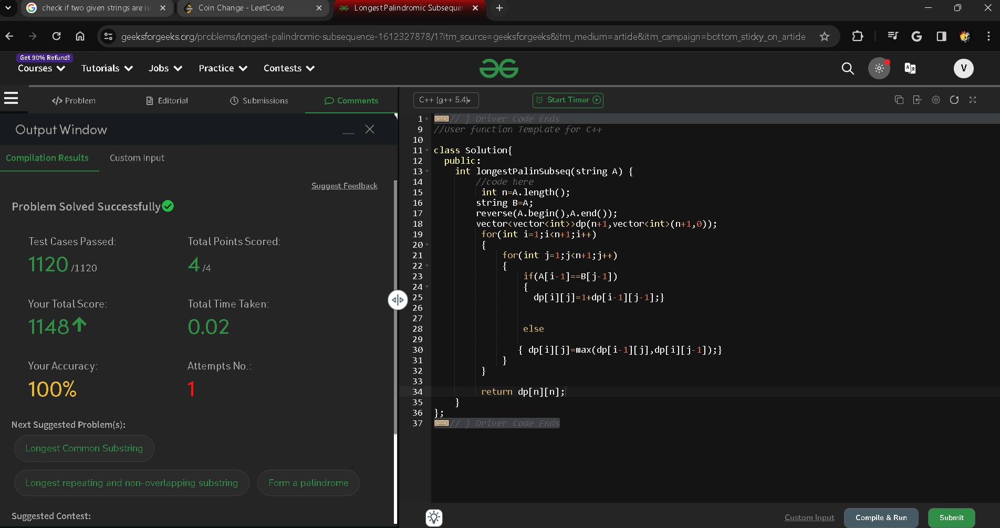 check if two given strings are is
Coin Change - LeetCode
Longest Palindromic Subsequen
geeksforgeeks.org/problems/longest-palindromic-subsequence-1612327878/1?itm_source=geeksforgeeks&itm_medium=article&itm_campaign=bottom_sticky_on_article
Get 90% Refund!
Courses Tutorials Jobs Practice Contests
V
</> Problem Editorial Submissions Comments
C++ (g++ 5.4) Start Timer
Output Window
Compilation Results Custom Input
Suggest Feedback
Problem Solved Successfully
Test Cases Passed: Total Points Scored:
1120 /1120 4 /4
Your Total Score: Total Time Taken:
1148 0.02
Your Accuracy: Attempts No.:
100% 1
Next Suggested Problem(s):
Longest Common Substring
Longest repeating and non-overlapping substring Form a palindrome
Suggested Contest:
1 // } Driver Code Ends
9 //User function Template for C++
10
11 class Solution{
12 public:
13 int longestPalinSubseq(string A) {
14 //code here
15 int n=A.length();
16 string B=A;
17 reverse(A.begin(),A.end());
18 vector<vector<int>>dp(n+1,vector<int>(n+1,0));
19 for(int i=1;i<n+1;i++)
20 {
21 for(int j=1;j<n+1;j++)
22 {
23 if(A[i-1]==B[j-1])
24 {
25 dp[i][j]=1+dp[i-1][j-1];}
26
27
28 else
29
30 { dp[i][j]=max(dp[i-1][j],dp[i][j-1]);}
31 }
32 }
33
34 return dp[n][n];
35 }
36 };
37 // } Driver Code Ends
Custom Input Compile & Run Submit